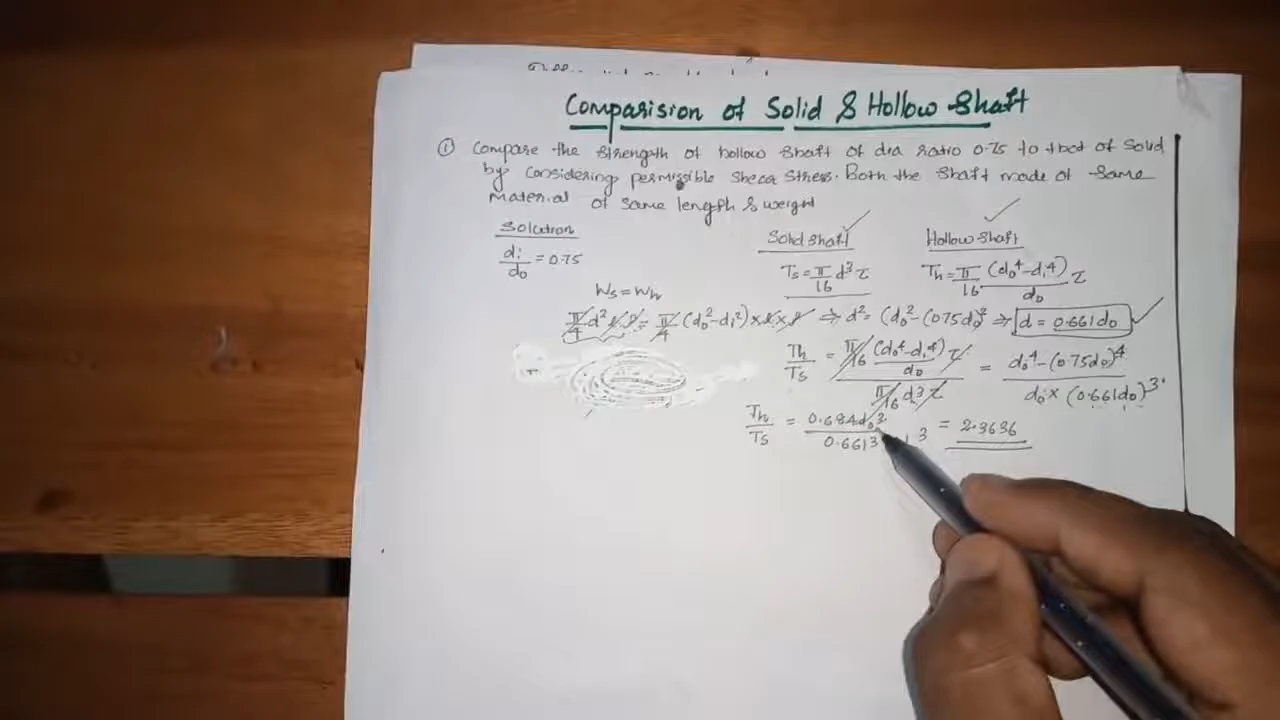 Comparision of Solid & Hollow Shaft
① Compare the strength of hollow shaft of dia ratio 0.75 to that of Solid
by considering permissible shear stress. Both the shaft made of same
material of same length & weight
Solution
Solid shaft ✓ Hollow shaft ✓
di/do = 0.75 Ts = π/16 d³ τ Th = π/16 (do⁴-di⁴)/do τ
Ws = Wh
π/4 d² = π/4 (do²-di²) ⇒ d² = (do²-(0.75do)² ⇒ d = 0.661do ✓
Th/Ts = π/16 (do⁴-di⁴)/do τ / π/16 d³ τ = do⁴-(0.75do)⁴ / do × (0.661do)³
Th/Ts = 0.684do³ / 0.661³ = 2.3636